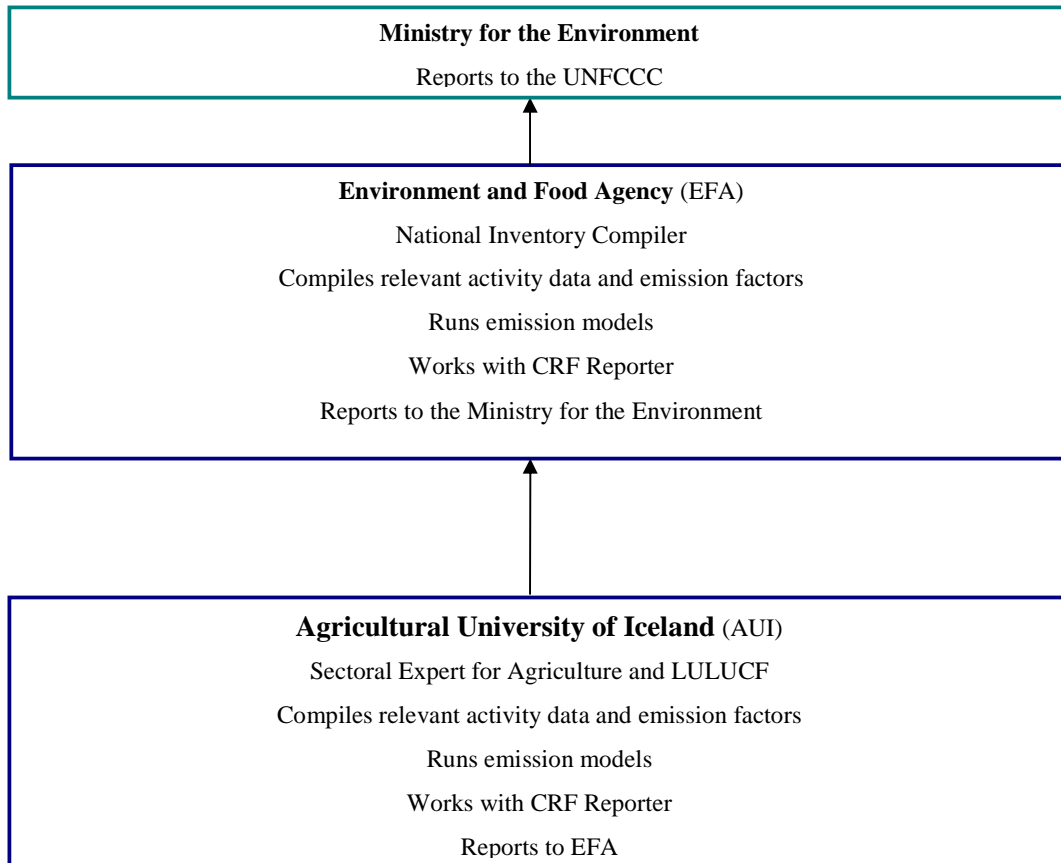 Ministry for the Environment
Reports to the UNFCCC
Environment and Food Agency (EFA)
National Inventory Compiler
Compiles relevant activity data and emission factors
Runs emission models
Works with CRF Reporter
Reports to the Ministry for the Environment
Agricultural University of Iceland (AUI)
Sectoral Expert for Agriculture and LULUCF
Compiles relevant activity data and emission factors
Runs emission models
Works with CRF Reporter
Reports to EFA